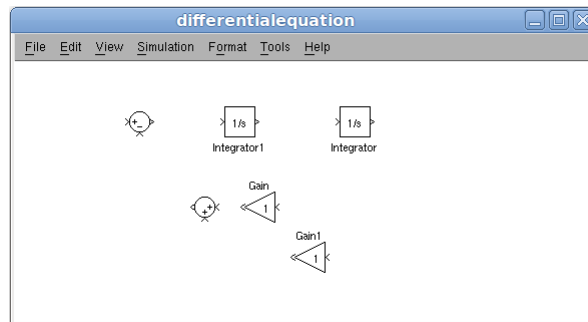 differentialequation
File Edit View Simulation Format Tools Help
+ -
1/s
1/s
Integrator1
Integrator
Gain
+ +
1
Gain1
1